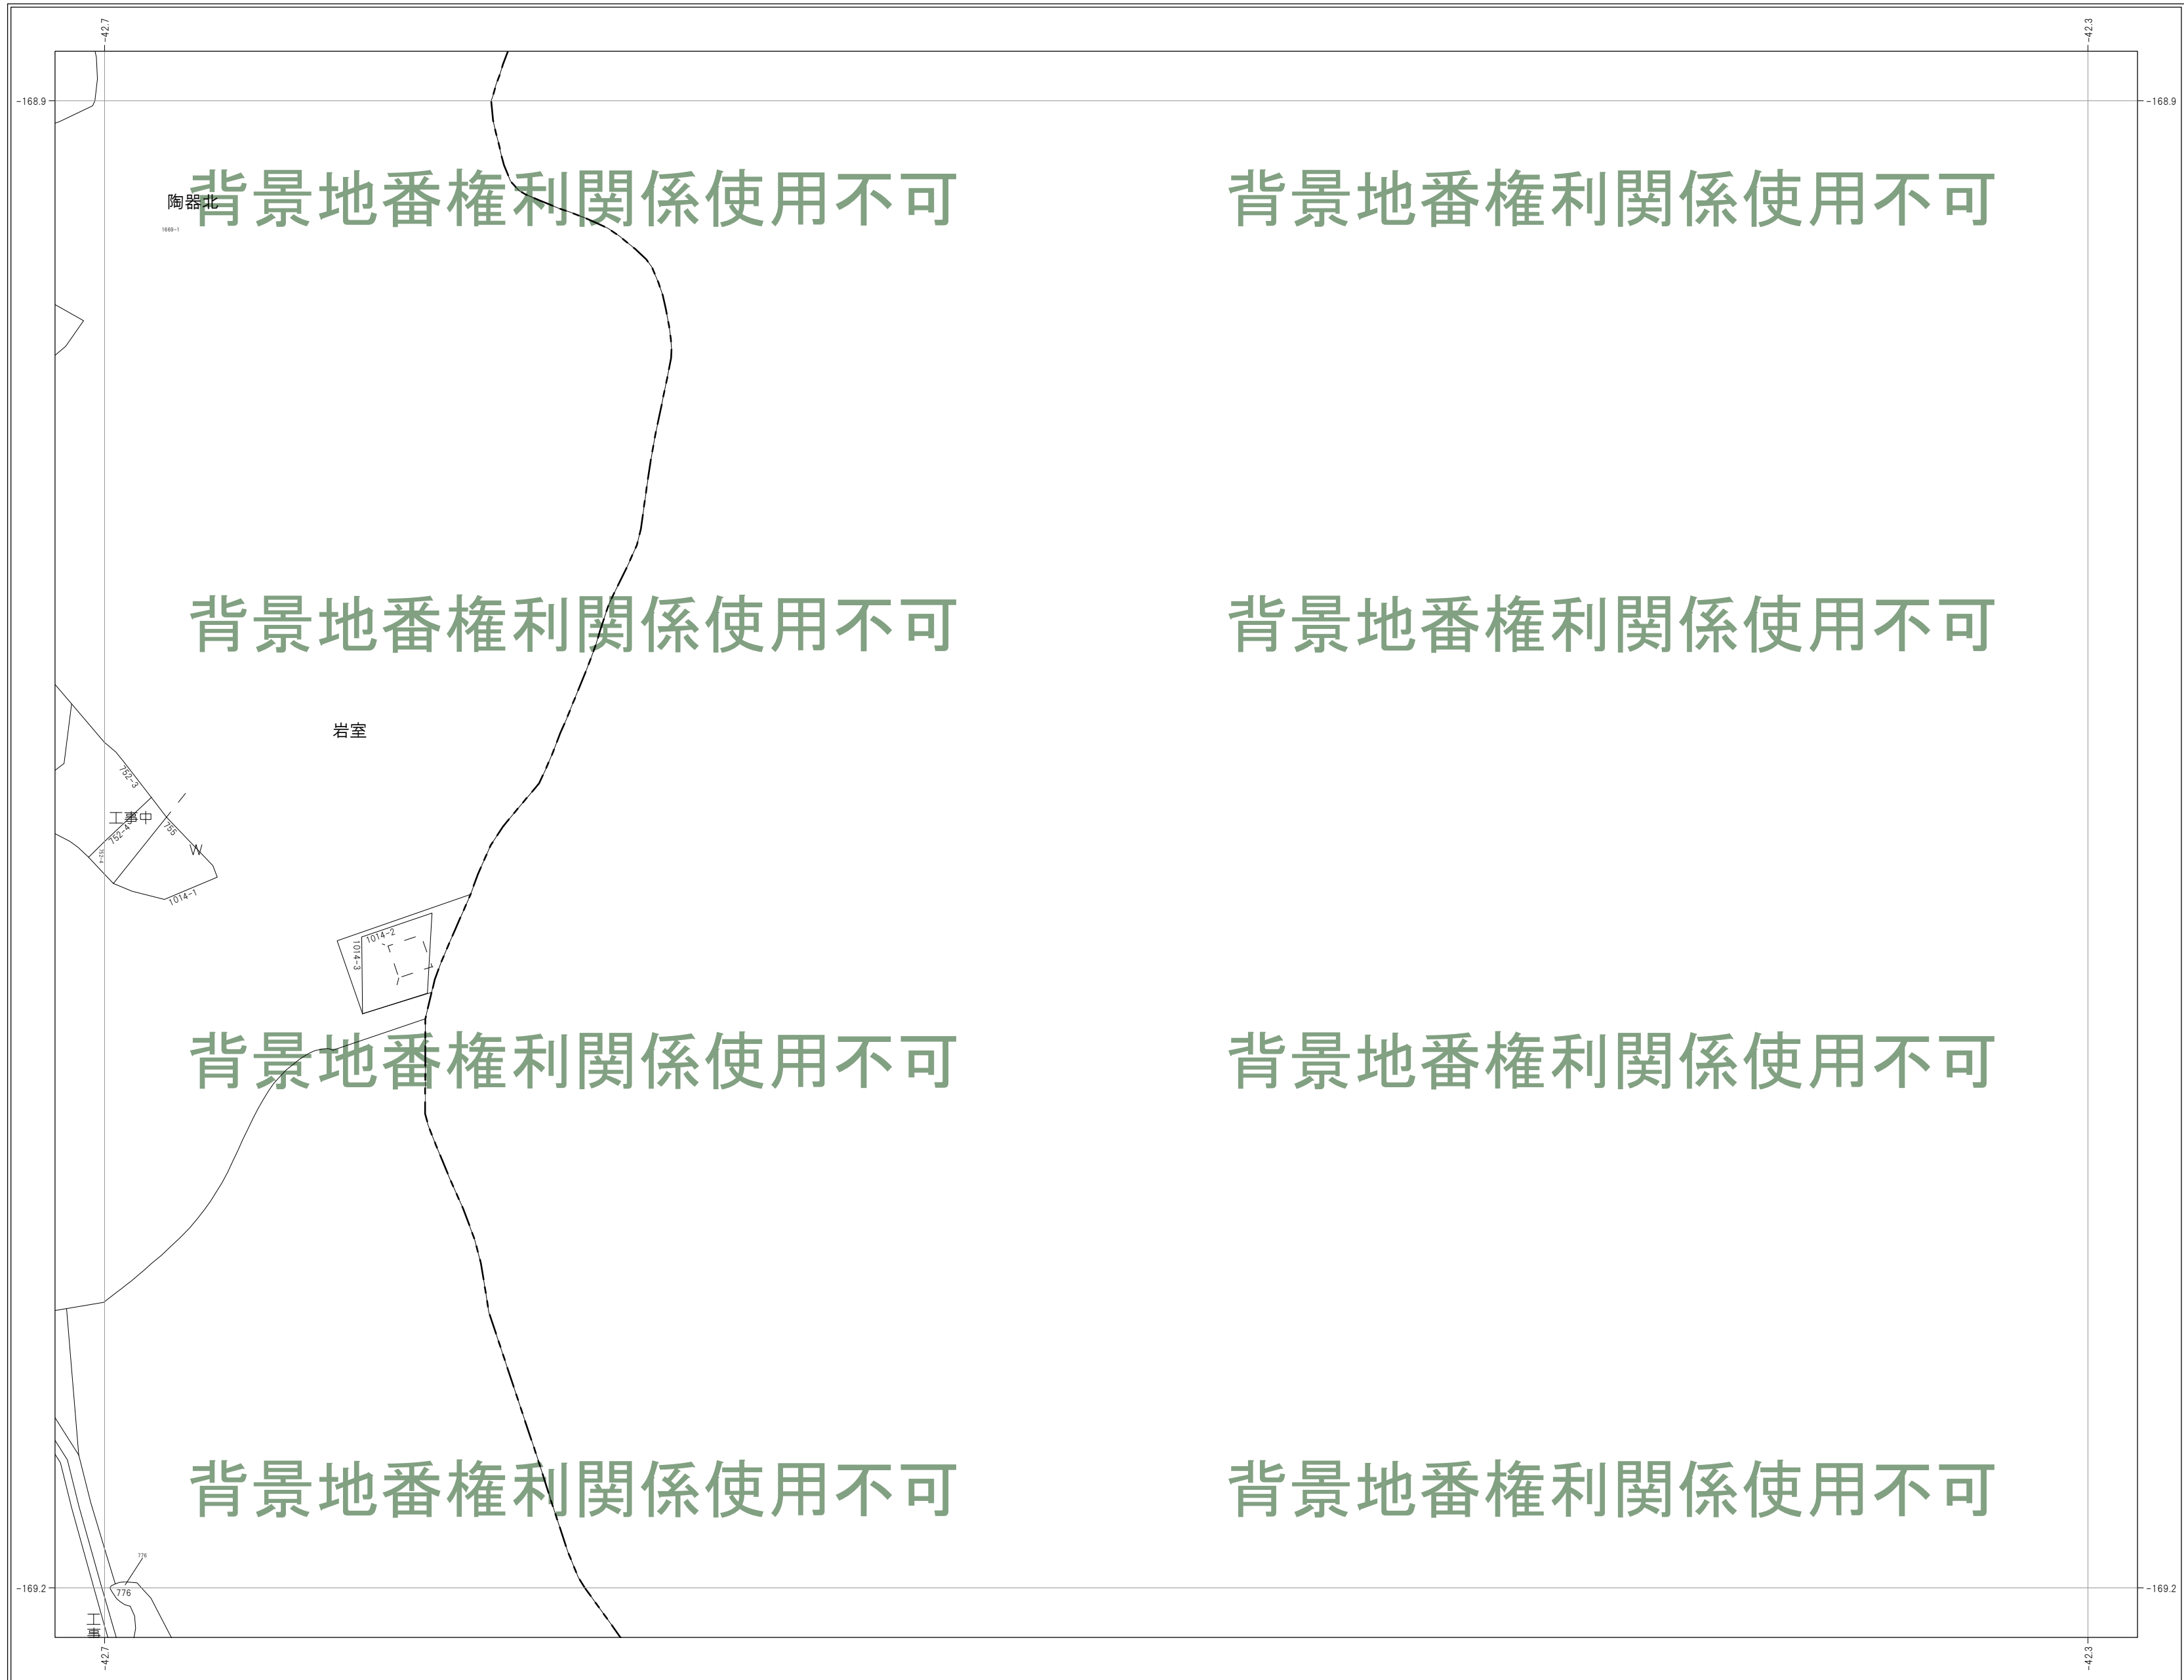 -42.7
-42.3
-168.9
-168.9
背景地番権利関係使用不可
背景地番権利関係使用不可
陶器北
1669-1
背景地番権利関係使用不可
背景地番権利関係使用不可
岩室
752-3
工事中
752-4
755
752-4
W
1014-1
1014-2
1014-3
背景地番権利関係使用不可
背景地番権利関係使用不可
背景地番権利関係使用不可
背景地番権利関係使用不可
776
776
-169.2
-169.2
工事
-42.7
-42.3